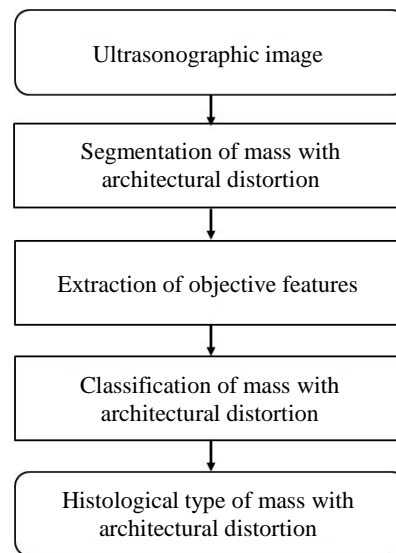 Ultrasonographic image
Segmentation of mass with
architectural distortion
Extraction of objective features
Classification of mass with
architectural distortion
Histological type of mass with
architectural distortion